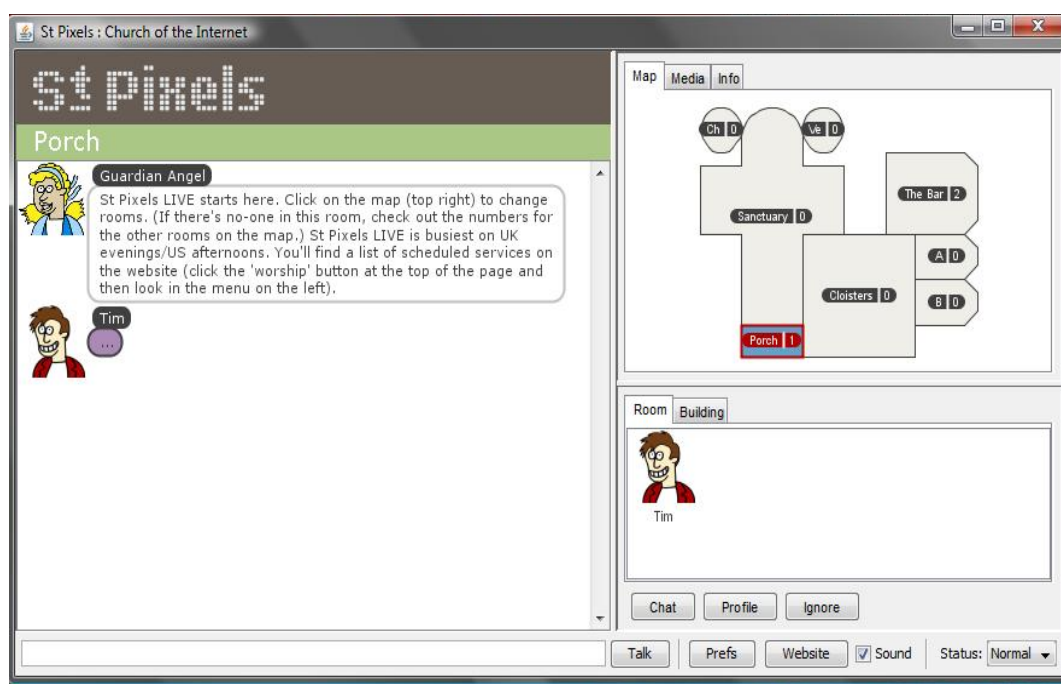 St Pixels : Church of the Internet
St Pixels
Porch
Guardian Angel
St Pixels LIVE starts here. Click on the map (top right) to change
rooms. (If there's no-one in this room, check out the numbers for
the other rooms on the map.) St Pixels LIVE is busiest on UK
evenings/US afternoons. You'll find a list of scheduled services on
the website (click the 'worship' button at the top of the page and
then look in the menu on the left).
Tim
...
Map Media Info
Ch 0 Ve 0
The Bar 2
Sanctuary 0
A 0
Cloisters 0
B 0
Porch 1
Room Building
Tim
Chat Profile Ignore
Talk Prefs Website Sound Status: Normal